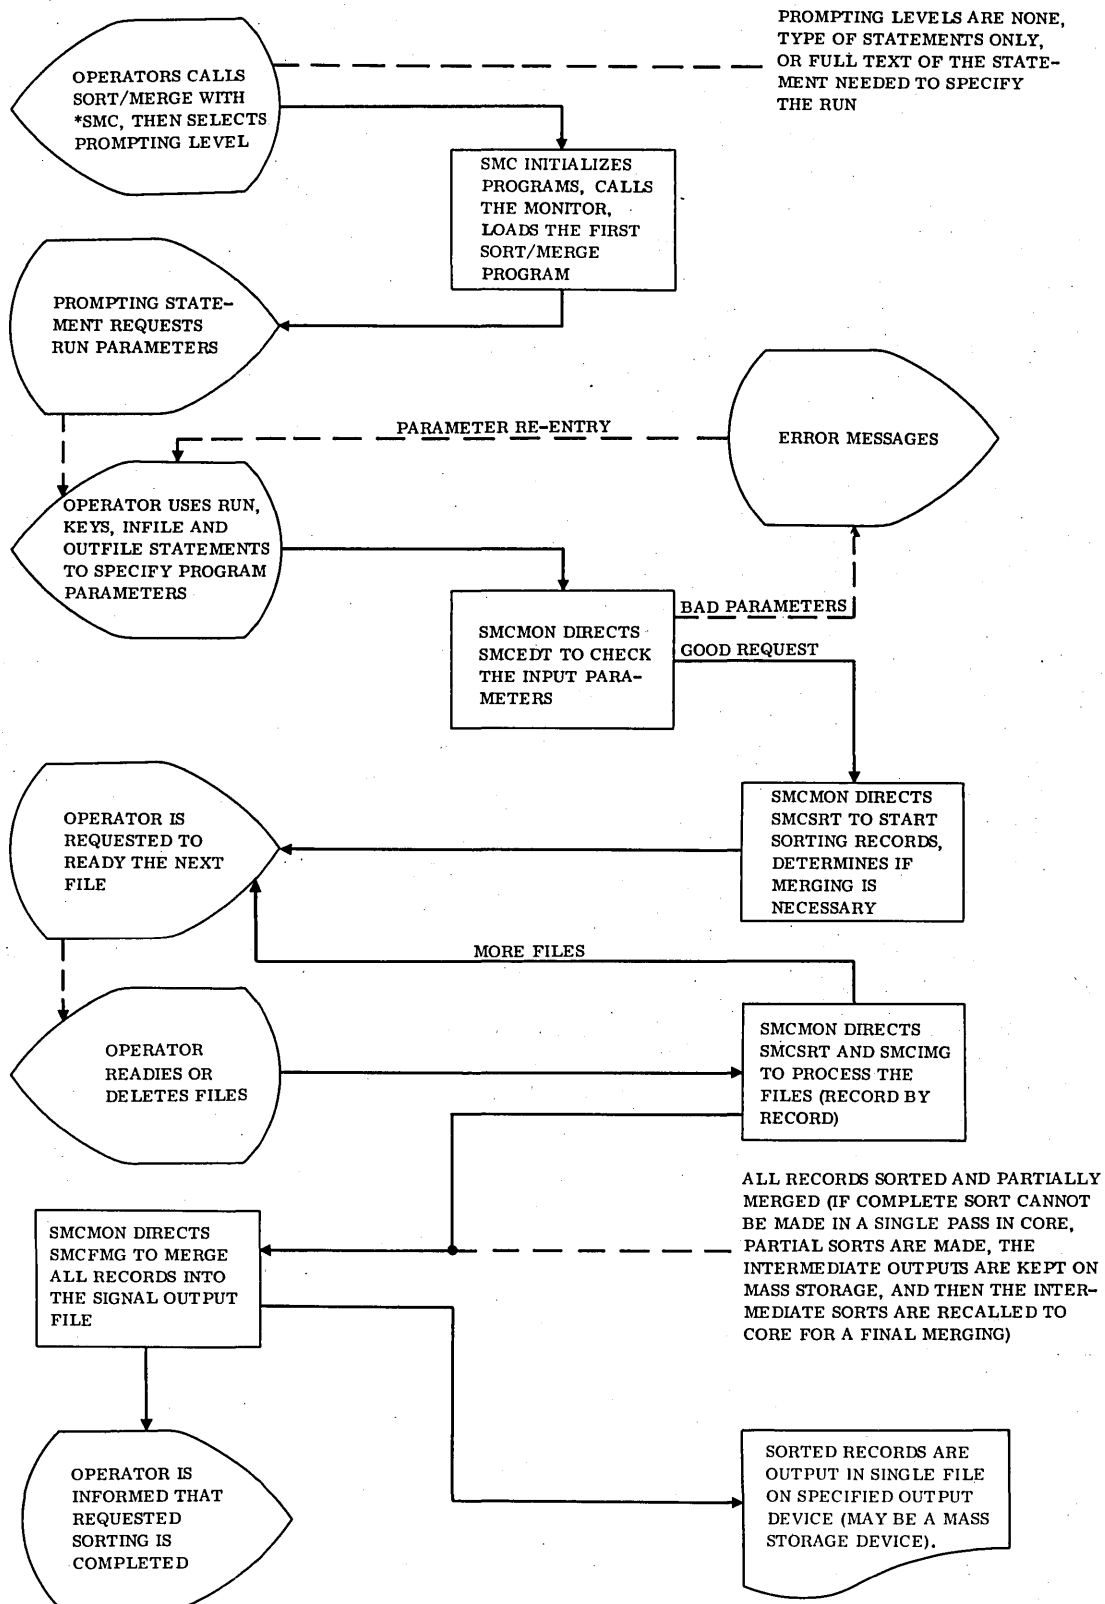 PROMPTING LEVELS ARE NONE,
TYPE OF STATEMENTS ONLY,
OR FULL TEXT OF THE STATE-
MENT NEEDED TO SPECIFY
THE RUN
OPERATORS CALLS
SORT/MERGE WITH
*SMC, THEN SELECTS
PROMPTING LEVEL
SMC INITIALIZES
PROGRAMS, CALLS
THE MONITOR,
LOADS THE FIRST
SORT/MERGE
PROGRAM
PROMPTING STATE-
MENT REQUESTS
RUN PARAMETERS
PARAMETER RE-ENTRY
ERROR MESSAGES
OPERATOR USES RUN,
KEYS, INFILE AND
OUTFILE STATEMENTS
TO SPECIFY PROGRAM
PARAMETERS
BAD PARAMETERS
SMCMON DIRECTS
SMCEDT TO CHECK
THE INPUT PARA-
METERS
GOOD REQUEST
SMCMON DIRECTS
SMCSRT TO START
SORTING RECORDS,
DETERMINES IF
MERGING IS
NECESSARY
OPERATOR IS
REQUESTED TO
READY THE NEXT
FILE
MORE FILES
OPERATOR
READIES OR
DELETES FILES
SMCMON DIRECTS
SMCSRT AND SMCIMG
TO PROCESS THE
FILES (RECORD BY
RECORD)
ALL RECORDS SORTED AND PARTIALLY
MERGED (IF COMPLETE SORT CANNOT
BE MADE IN A SINGLE PASS IN CORE,
PARTIAL SORTS ARE MADE, THE
INTERMEDIATE OUTPUTS ARE KEPT ON
MASS STORAGE, AND THEN THE INTER-
MEDIATE SORTS ARE RECALLED TO
CORE FOR A FINAL MERGING)
SMCMON DIRECTS
SMCFMG TO MERGE
ALL RECORDS INTO
THE SIGNAL OUTPUT
FILE
OPERATOR IS
INFORMED THAT
REQUESTED
SORTING IS
COMPLETED
SORTED RECORDS ARE
OUTPUT IN SINGLE FILE
ON SPECIFIED OUTPUT
DEVICE (MAY BE A MASS
STORAGE DEVICE).